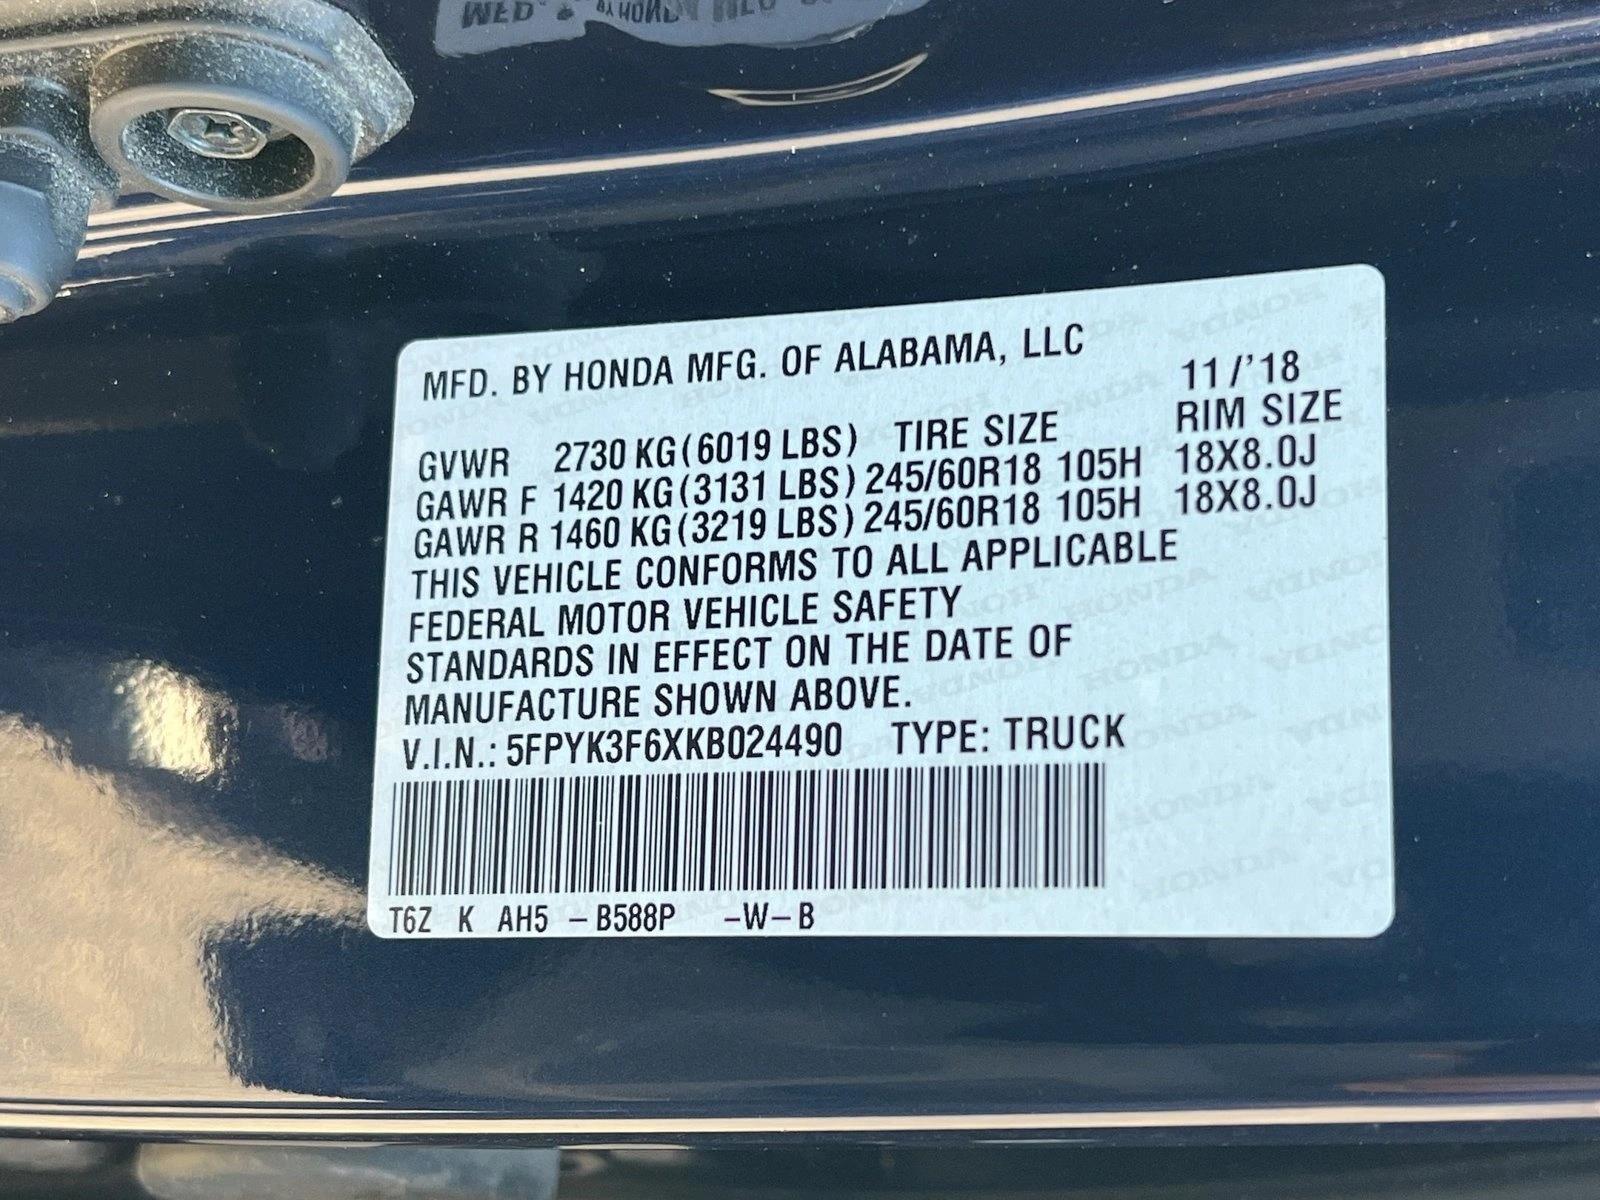 MFD. BY HONDA MFG. OF ALABAMA, LLC
11/'18
GVWR 2730 KG(6019 LBS) TIRE SIZE RIM SIZE
GAWR F 1420 KG(3131 LBS) 245/60R18 105H 18X8.0J
GAWR R 1460 KG(3219 LBS) 245/60R18 105H 18X8.0J
THIS VEHICLE CONFORMS TO ALL APPLICABLE
FEDERAL MOTOR VEHICLE SAFETY
STANDARDS IN EFFECT ON THE DATE OF
MANUFACTURE SHOWN ABOVE.
V.I.N.: 5FPYK3F6XKB024490 TYPE: TRUCK
T6Z K AH5 -B588P -W-B